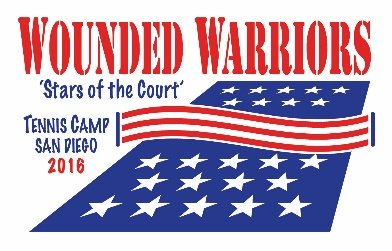 WOUNDED WARRIORS
'Stars of the Court'
TENNIS CAMP
SAN DIEGO
2016